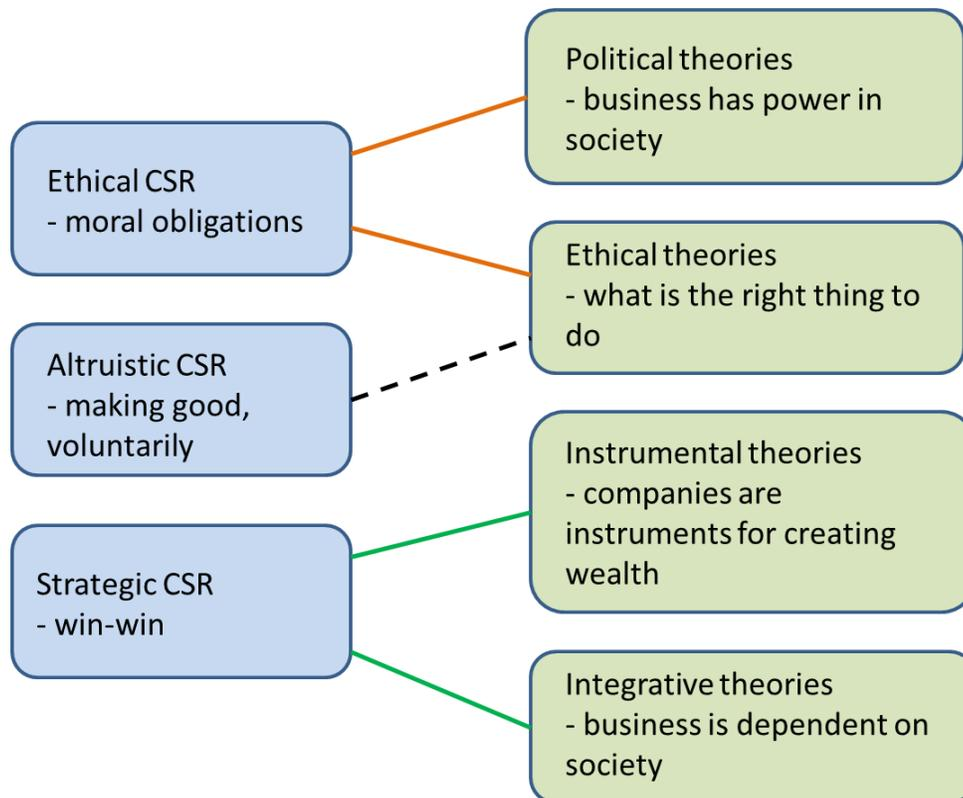 Ethical CSR
- moral obligations
Altruistic CSR
- making good,
voluntarily
Strategic CSR
- win-win
Political theories
- business has power in
society
Ethical theories
- what is the right thing to
do
Instrumental theories
- companies are
instruments for creating
wealth
Integrative theories
- business is dependent on
society